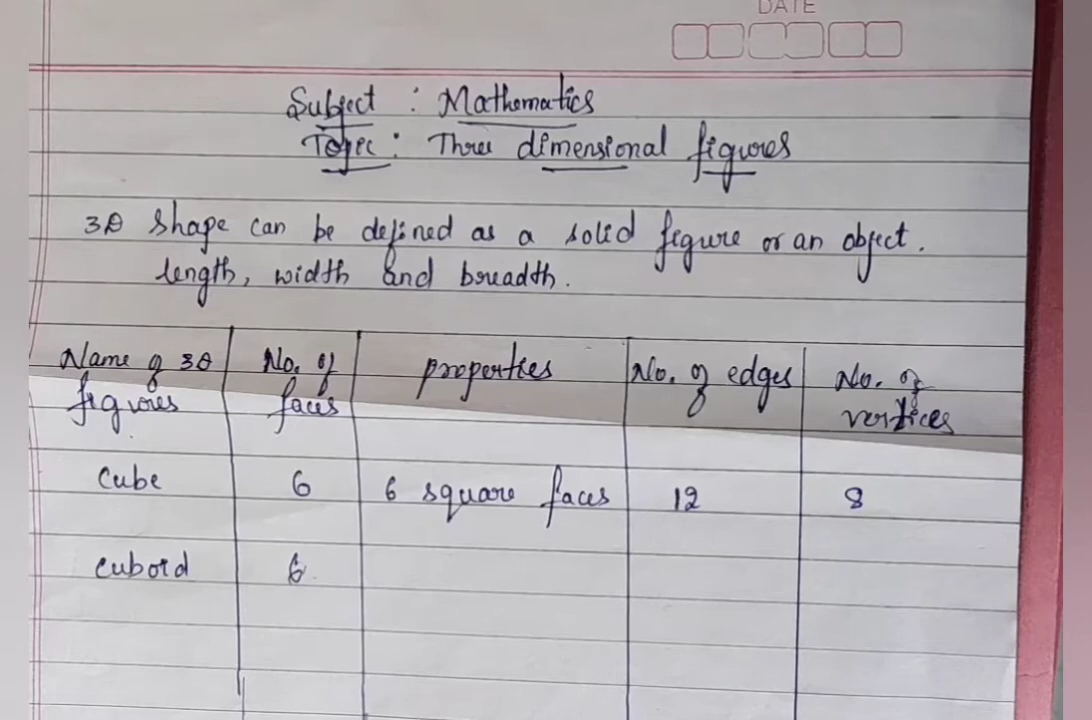 DATE
Subject : Mathematics
Topic : Three dimensional figures
3D shape can be defined as a solid figure or an object.
length, width and breadth.
Name of 3D figures | No. of faces | properties | No. of edges | No. of vertices
Cube | 6 | 6 square faces | 12 | 8
Cuboid | 6